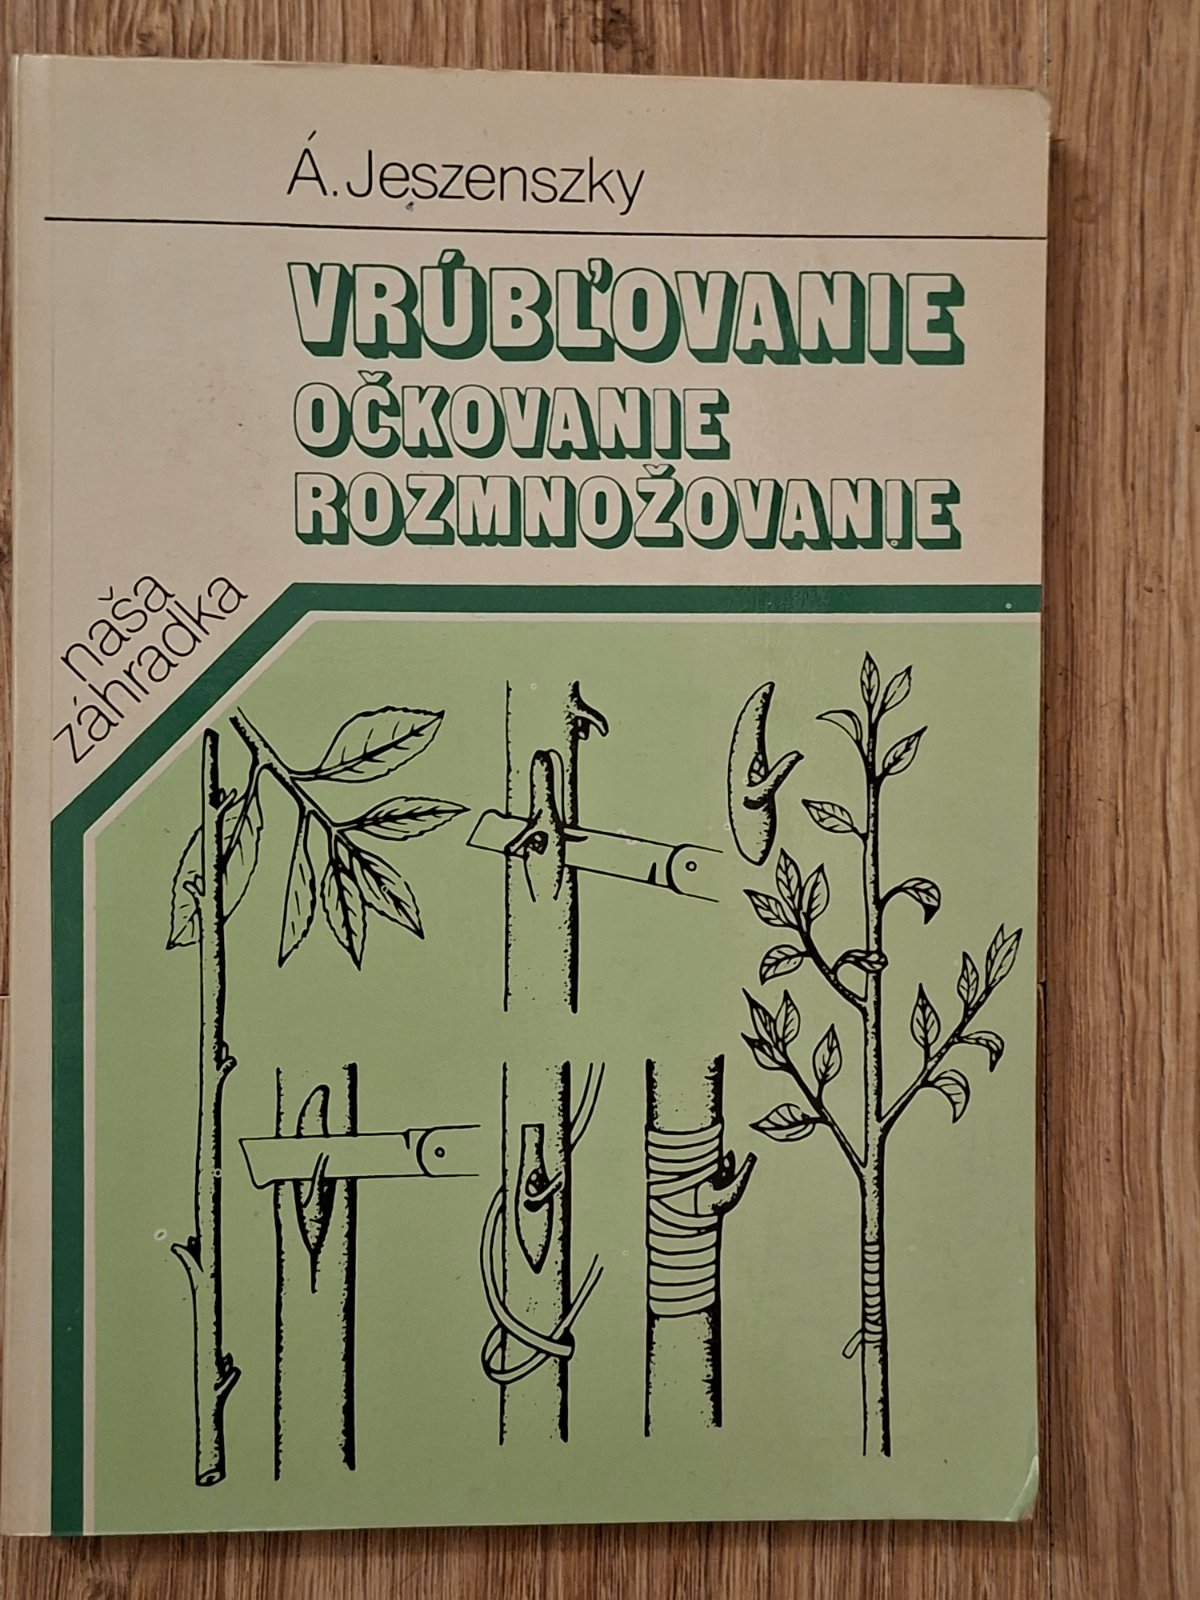 Á. Jeszenszky
VRÚBĽOVANIE
OČKOVANIE
ROZMNOŽOVANIE
naša
záhradka